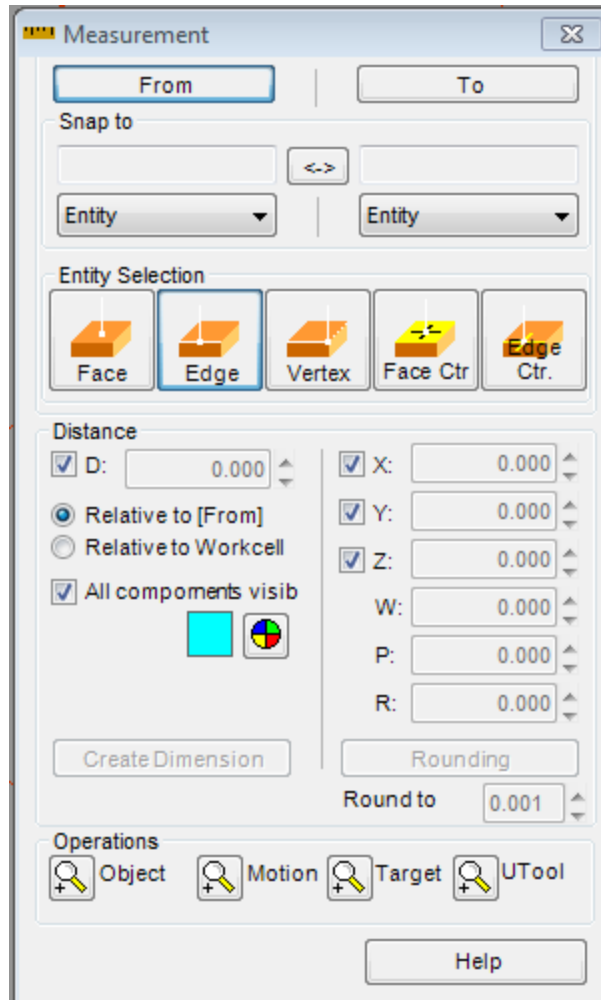 Measurement
From To
Snap to
<->
Entity Entity
Entity Selection
Face Edge Vertex Face Ctr Edge Ctr.
Distance
D: 0.000 X: 0.000
Relative to [From] Y: 0.000
Relative to Workcell Z: 0.000
All compoments visib W: 0.000
P: 0.000
R: 0.000
Create Dimension Rounding
Round to 0.001
Operations
Object Motion Target UTool
Help